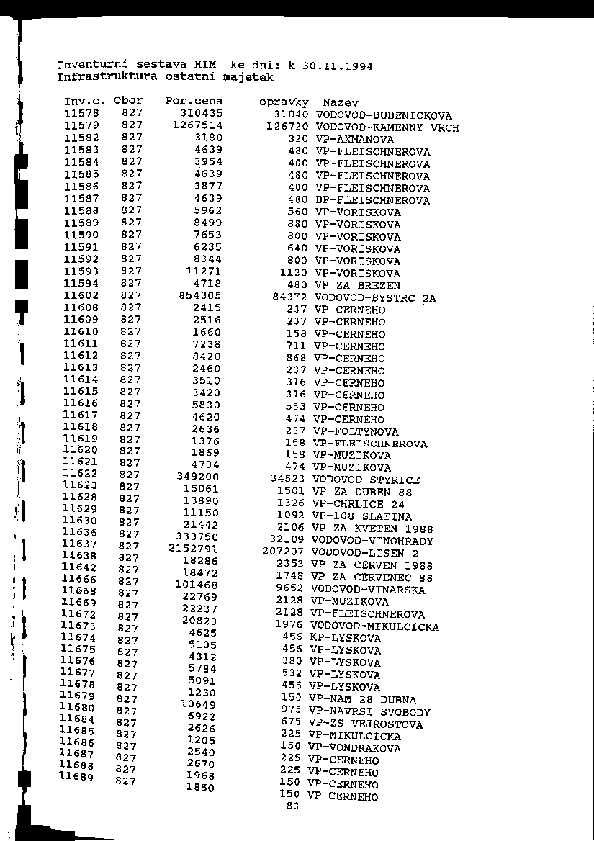 Inventurni sestava HIM ke dni: k 30.11.1994
Infrastruktura ostatni majetek
Inv.c. Obor Por.cena opravky Nazev
11578 827 310435 31040 VODOVOD-BUDENICKOVA
11579 827 1267514 126720 VODOVOD-KAMENNY VRCH
11582 827 3180 320 VP-AXMANOVA
11583 827 4639 480 VP-FLEISCHNEROVA
11584 827 3954 400 VP-FLEISCHNEROVA
11585 827 4639 480 VP-FLEISCHNEROVA
11586 827 3877 400 VP-FLEISCHNEROVA
11587 827 4639 480 DP-FLEISCHNEROVA
11588 827 5962 560 VP-VORISKOVA
11589 827 8499 880 VP-VORISKOVA
11590 827 7653 800 VP-VORISKOVA
11591 827 6235 640 VP-VORISKOVA
11592 827 8344 800 VP-VORISKOVA
11593 827 11271 1120 VP-VORISKOVA
11594 827 4718 480 VP ZA BREZEN
11602 827 854305 84372 VODOVOD-BYSTRC 2A
11608 827 2415 237 VP CERNEHO
11609 827 2516 237 VP-CERNEHO
11610 827 1660 158 VP-CERNEHO
11611 827 7238 711 VP-CERNEHO
11612 827 8420 868 VP-CERNEHO
11613 827 2460 237 VP-CERNEHO
11614 827 3510 316 VP-CERNEHO
11615 827 3420 316 VP-CERNEHO
11616 827 5830 553 VP-CERNEHO
11617 827 4620 474 VP-CERNEHO
11618 827 2636 237 VP-FOLTYNOVA
11619 827 1376 158 VP-FLEISCHNEROVA
11620 827 1869 158 VP-MUZIKOVA
11621 827 4704 474 VP-MUZIKOVA
11622 827 349200 34523 VODOVOD STYRICE
11623 827 15061 1501 VP ZA DUBEN 88
11628 827 13890 1326 VP-CHRLICE 24
11629 827 11150 1092 VP-IGU SLATINA
11630 827 21442 2106 VP ZA KVETEN 1988
11636 827 333750 32109 VODOVOD-VINOHRADY
11637 827 2152791 207207 VODOVOD-LISEN 2
11638 827 18286 2352 VP ZA CERVEN 1988
11642 827 18472 1748 VP ZA CERVENEC 88
11666 827 101468 9652 VODOVOD-VINARSKA
11668 827 22769 2128 VP-MUZIKOVA
11669 827 22237 2128 VP-FLEISCHNEROVA
11672 827 20820 1976 VODOVOD-MIKULCICKA
11673 827 4625 456 KP-LYSKOVA
11674 827 5105 456 VP-LYSKOVA
11675 827 4312 380 VP-LYSKOVA
11676 827 5784 532 VP-LYSKOVA
11677 827 5091 456 VP-LYSKOVA
11678 827 1230 150 VP-NAM 28 DUBNA
11679 827 10649 975 VP-NAVRSI SVOBODY
11680 827 5922 675 VP-ZS VEJROSTOVA
11684 827 2626 225 VP-MIKULCICKA
11685 827 1205 150 VP-VONDRAKOVA
11686 827 2540 225 VP-CERNEHO
11687 827 2670 225 VP-CERNEHO
11688 827 1968 150 VP-CERNEHO
11689 827 1850 150 VP CERNEHO
83